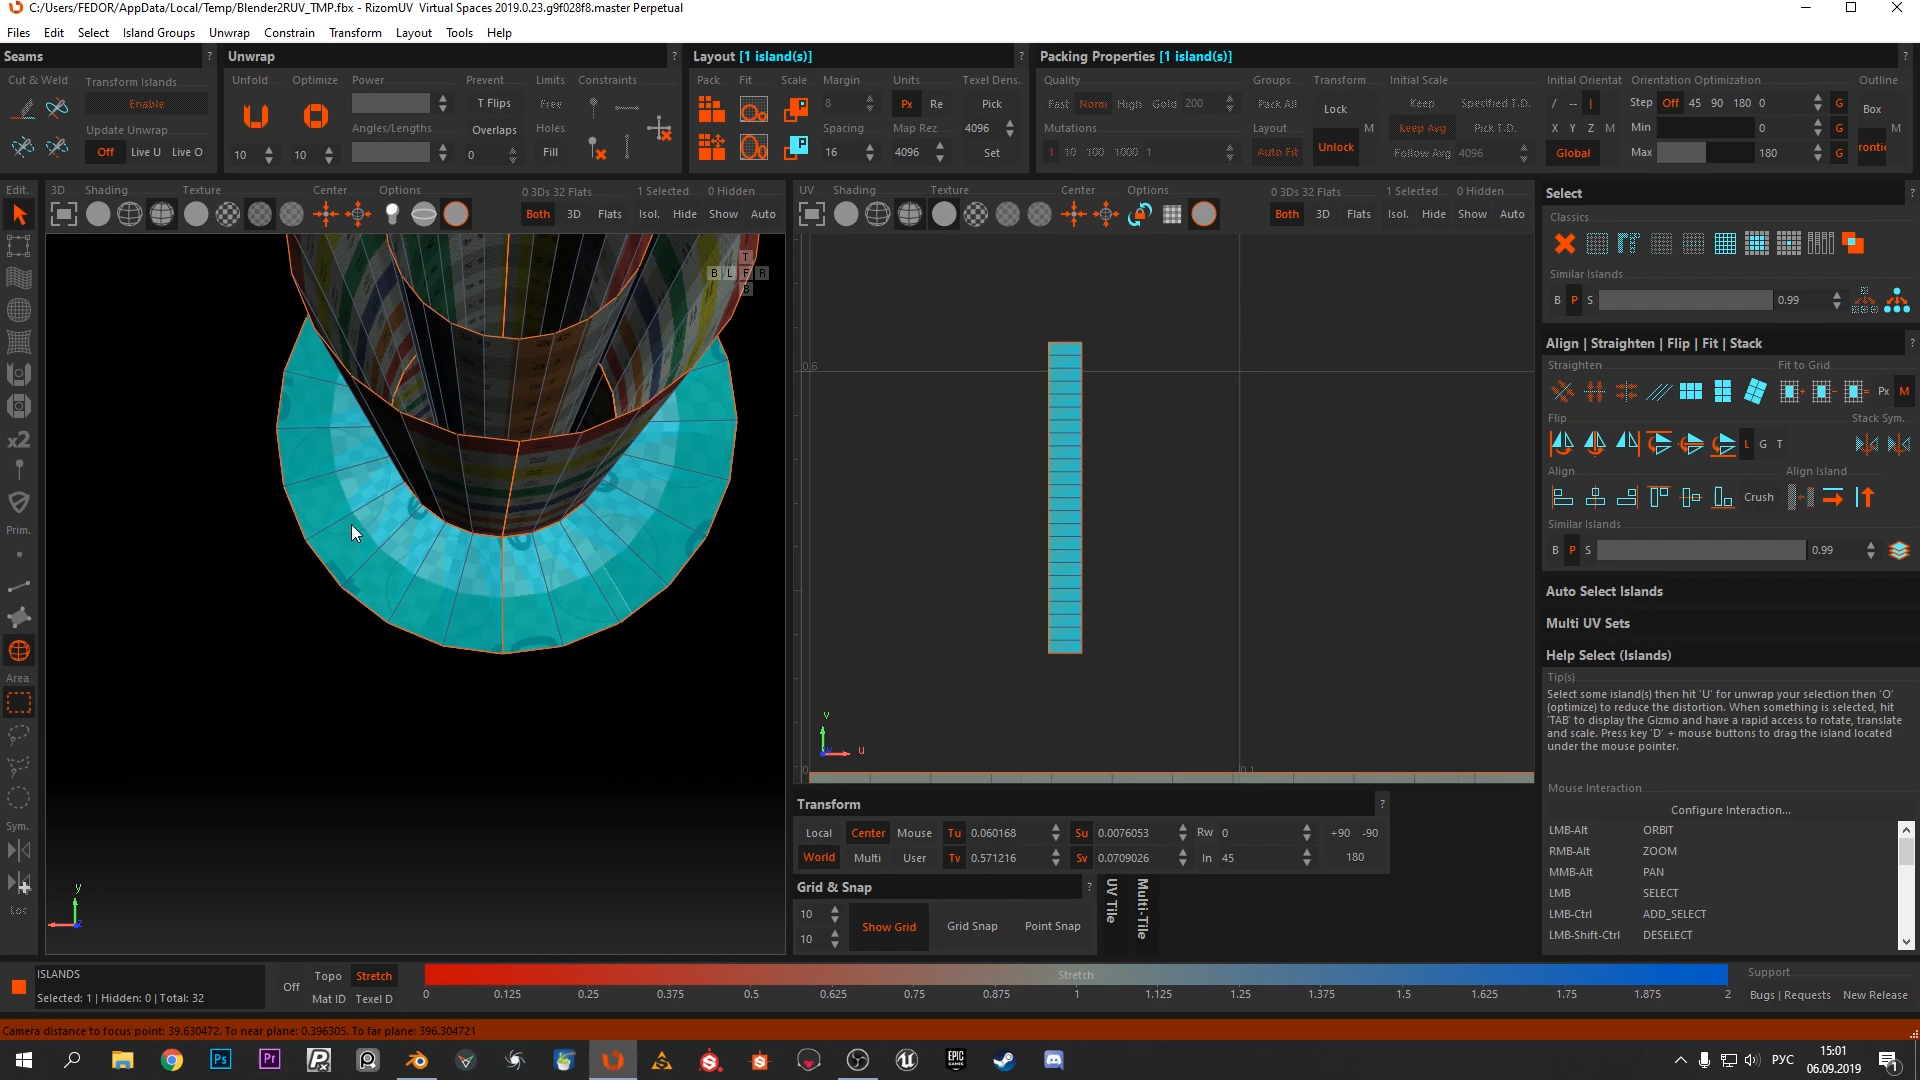 C:/Users/FEDOR/AppData/Local/Temp/Blender2RUV_TMP.fbx - RizomUV  Virtual Spaces 2019.0.23.g9f028f8.master Perpetual
Files Edit Select Island Groups Unwrap Constrain Transform Layout Tools Help
Seams ? Unwrap ? Layout [1 island(s)] ? Packing Properties [1 island(s)] ?
Cut & Weld Transform Islands Unfold Optimize Power Prevent Limits Constraints Pack Fit Scale Margin Units Texel Dens. Quality Groups Transform Initial Scale Initial Orientat Orientation Optimization Outline
Enable T Flips Free 8 Px Re Pick Fast Norm High Gold 200 Pack All Lock Keep Specified T.D. / -- | Step Off 45 90 180 0 G Box
Update Unwrap Angles/Lengths Overlaps Holes Spacing Map Rez 4096 Mutations Layout M Keep Avg Pick T.D. X Y Z M Min 0 G M
Off Live U Live O 10 10 0 Fill 16 4096 Set 1 10 100 1000 1 Auto Fit Unlock Follow Avg 4096 Global Max 180 G rontie
Edit. 3D Shading Texture Center Options 0 3Ds 32 Flats 1 Selected 0 Hidden UV Shading Texture Center Options 0 3Ds 32 Flats 1 Selected 0 Hidden Select ?
Both 3D Flats Isol. Hide Show Auto Both 3D Flats Isol. Hide Show Auto Classics
T
B L F R
B
Similar Islands
B P S 0.99
Align | Straighten | Flip | Fit | Stack ?
Straighten Fit to Grid
0.6
Px M
Flip Stack Sym.
x2
L G T
Align Align Island
Crush
Similar Islands
Prim.
B P S 0.99
Auto Select Islands
Multi UV Sets
Help Select (Islands)
Area
Tip(s)
Select some island(s) then hit 'U' for unwrap your selection then 'O'
(optimize) to reduce the distortion. When something is selected, hit
'TAB' to display the Gizmo and have a rapid access to rotate, translate
and scale. Press key 'D' + mouse buttons to drag the island located
under the mouse pointer.
v
u
0
0.1
Mouse Interaction
Configure Interaction...
Sym.
Transform ?
Local Center Mouse Tu 0.060168 Su 0.0076053 Rw 0 +90 -90
World Multi User Tv 0.571216 Sv 0.0709026 In 45 180
LMB-Alt ORBIT
RMB-Alt ZOOM
MMB-Alt PAN
LMB SELECT
LMB-Ctrl ADD_SELECT
LMB-Shift-Ctrl DESELECT
Grid & Snap ? UV Tile Multi-Tile
10
10
Show Grid Grid Snap Point Snap
y
Loc
ISLANDS
Selected: 1 | Hidden: 0 | Total: 32
Off Topo Stretch
Mat ID Texel D
Stretch
0 0.125 0.25 0.375 0.5 0.625 0.75 0.875 1 1.125 1.25 1.375 1.5 1.625 1.75 1.875 2
Support
Bugs | Requests New Release
Camera distance to focus point: 39.630472. To near plane: 0.396305. To far plane: 396.304721
Ps Pr EPIC GAMES РУС 15:01
06.09.2019
1